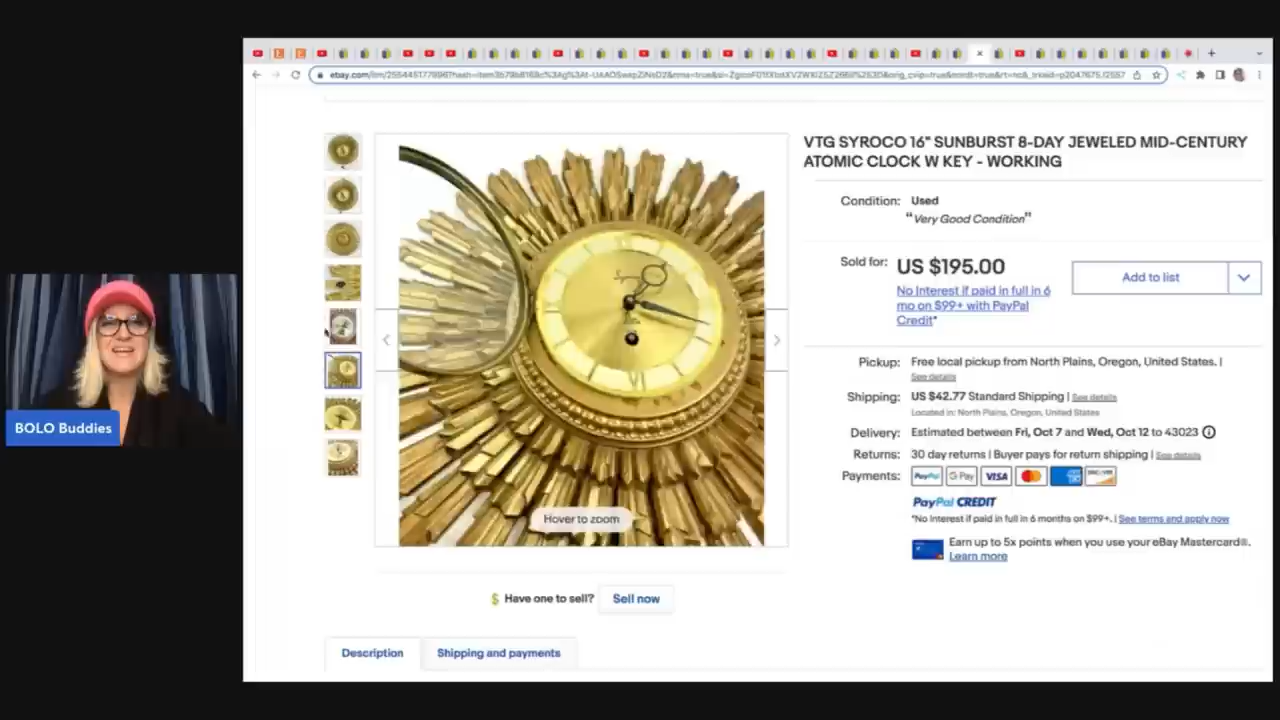 VTG SYROCO 16" SUNBURST 8-DAY JEWELED MID-CENTURY
ATOMIC CLOCK W KEY - WORKING
Condition: Used
“Very Good Condition”
Sold for: US $195.00
Add to list
No Interest if paid in full in 6
mo on $99+ with PayPal
Credit*
Pickup: Free local pickup from North Plains, Oregon, United States. |
See details
Shipping: US $42.77 Standard Shipping | See details
Located in: North Plains, Oregon, United States
Delivery: Estimated between Fri, Oct 7 and Wed, Oct 12 to 43023
Returns: 30 day returns | Buyer pays for return shipping | See details
Payments: PayPal G Pay VISA
PayPal CREDIT
*No Interest if paid in full in 6 months on $99+. | See terms and apply now
Earn up to 5x points when you use your eBay Mastercard®.
Learn more
Hover to zoom
$ Have one to sell? Sell now
Description Shipping and payments
BOLO Buddies